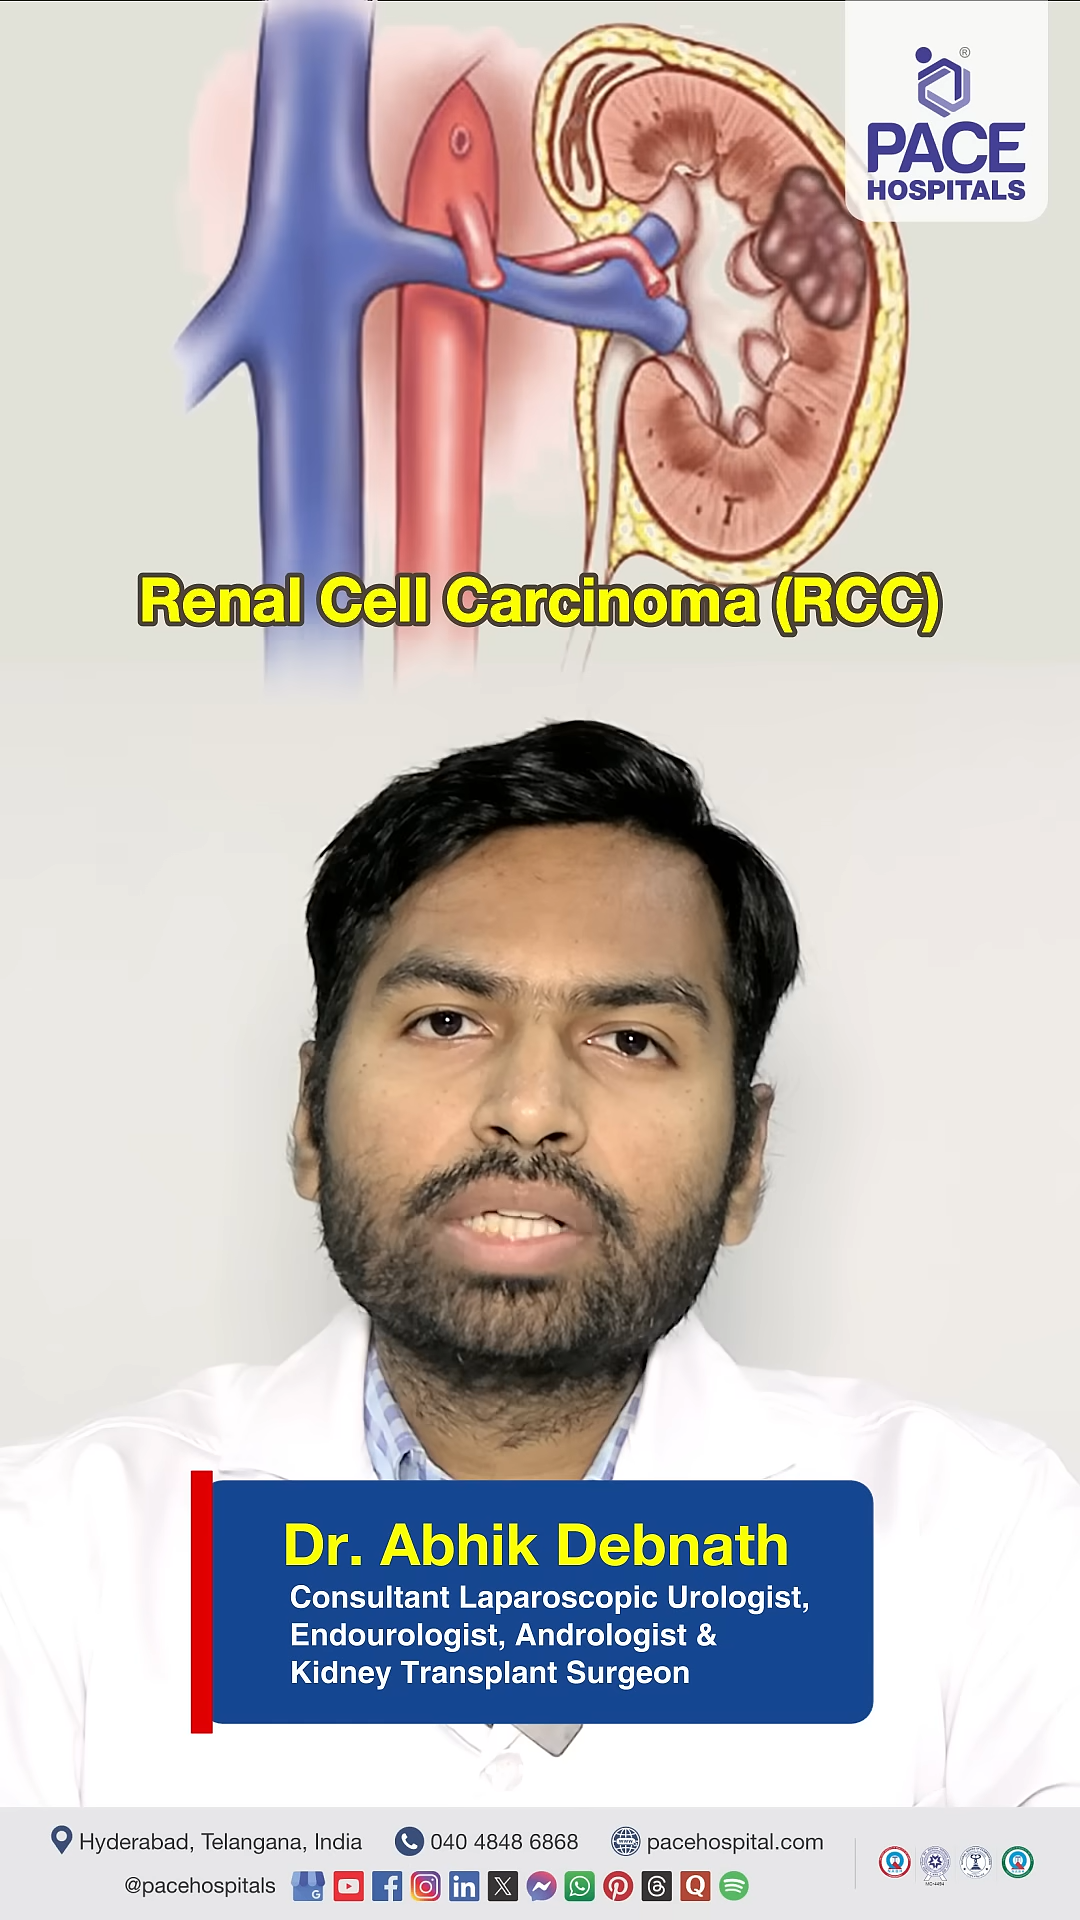 ®
PACE
HOSPITALS
Renal Cell Carcinoma (RCC)
Dr. Abhik Debnath
Consultant Laparoscopic Urologist,
Endourologist, Andrologist &
Kidney Transplant Surgeon
Hyderabad, Telangana, India 040 4848 6868 pacehospital.com
@pacehospitals